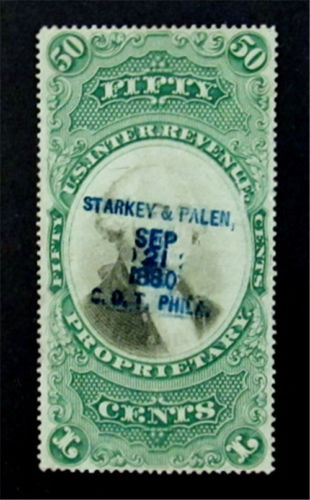 50 50
FIFTY
U.S. INTER. REVENUE.
FIFTY
CENTS
STARKEY & PALEN,
SEP
21
1880
C. O. T. PHILA.
PROPRIETARY.
CENTS